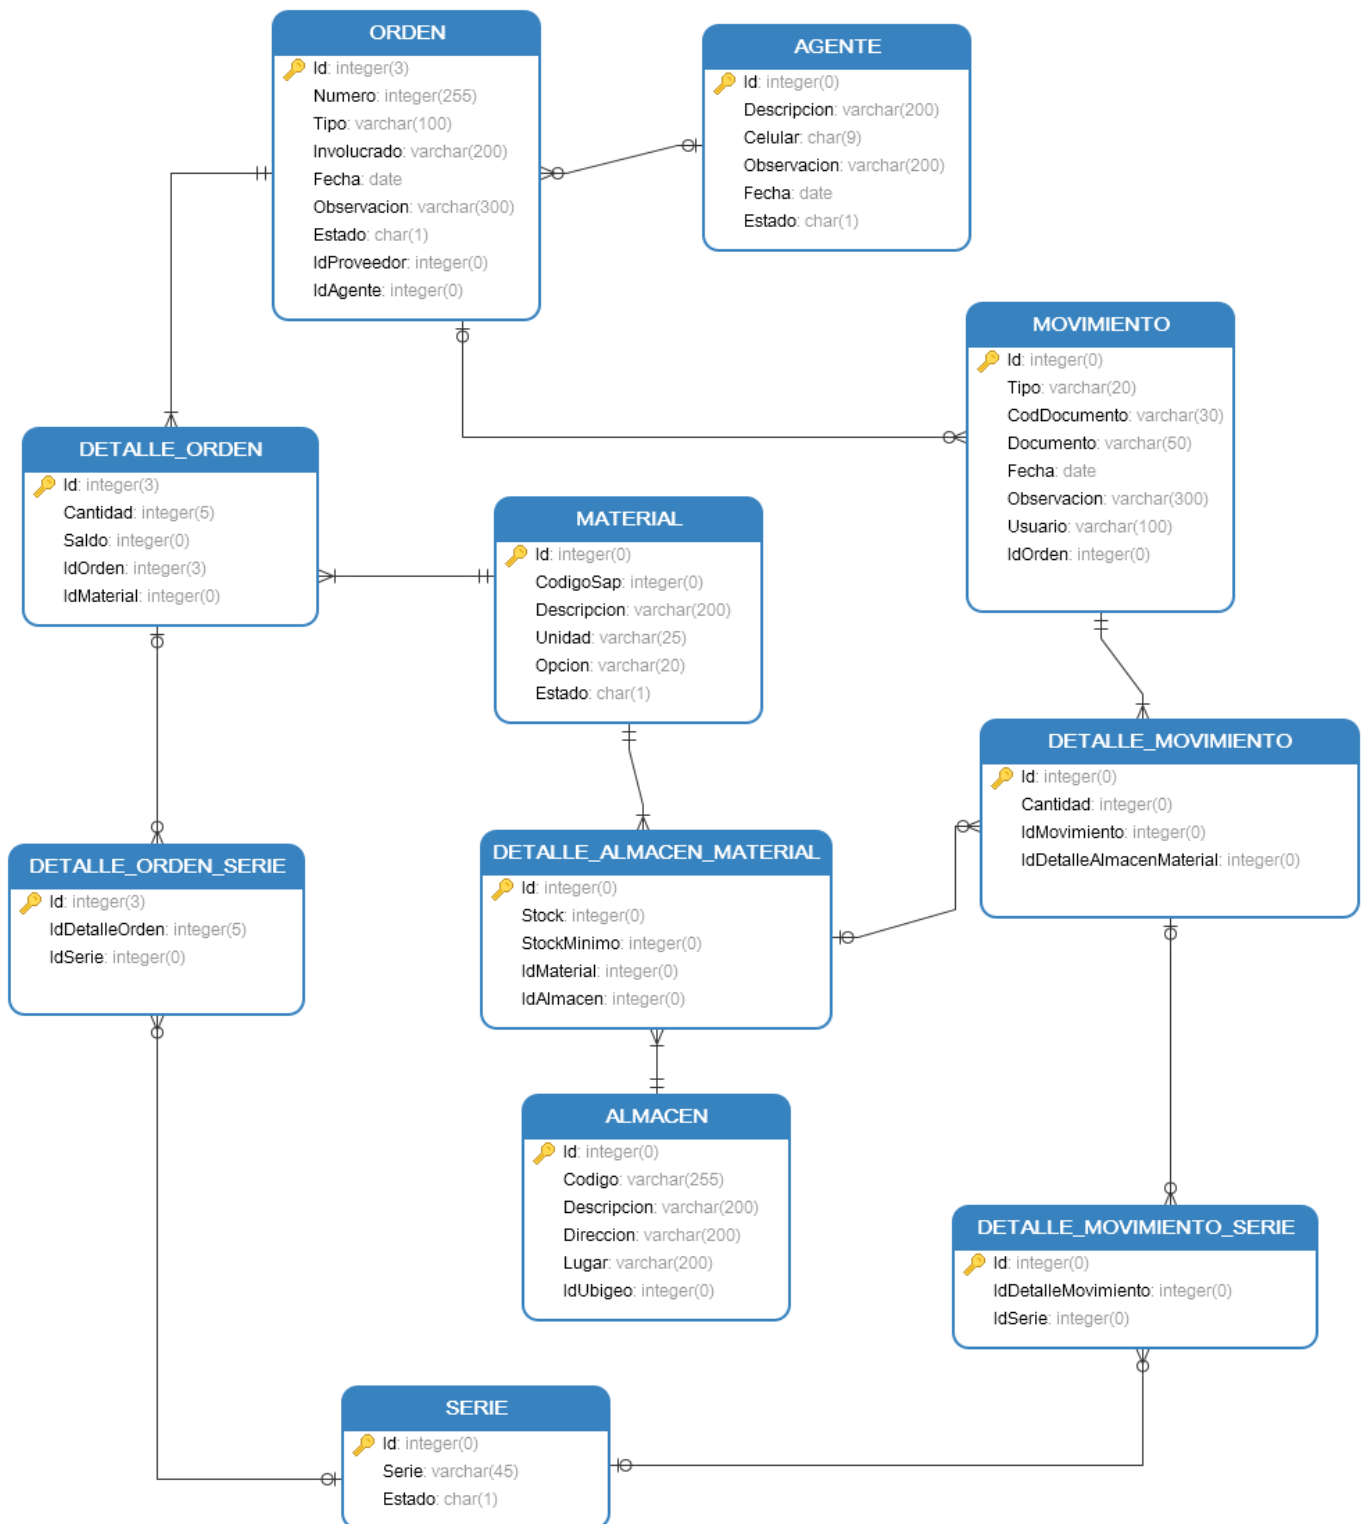 ORDEN
Id: integer(3)
Numero: integer(255)
Tipo: varchar(100)
Involucrado: varchar(200)
Fecha: date
Observacion: varchar(300)
Estado: char(1)
IdProveedor: integer(0)
IdAgente: integer(0)
AGENTE
Id: integer(0)
Descripcion: varchar(200)
Celular: char(9)
Observacion: varchar(200)
Fecha: date
Estado: char(1)
MOVIMIENTO
Id: integer(0)
Tipo: varchar(20)
CodDocumento: varchar(30)
Documento: varchar(50)
Fecha: date
Observacion: varchar(300)
Usuario: varchar(100)
IdOrden: integer(0)
DETALLE_ORDEN
Id: integer(3)
Cantidad: integer(5)
Saldo: integer(0)
IdOrden: integer(3)
IdMaterial: integer(0)
MATERIAL
Id: integer(0)
CodigoSap: integer(0)
Descripcion: varchar(200)
Unidad: varchar(25)
Opcion: varchar(20)
Estado: char(1)
DETALLE_MOVIMIENTO
Id: integer(0)
Cantidad: integer(0)
IdMovimiento: integer(0)
IdDetalleAlmacenMaterial: integer(0)
DETALLE_ORDEN_SERIE
Id: integer(3)
IdDetalleOrden: integer(5)
IdSerie: integer(0)
DETALLE_ALMACEN_MATERIAL
Id: integer(0)
Stock: integer(0)
StockMinimo: integer(0)
IdMaterial: integer(0)
IdAlmacen: integer(0)
ALMACEN
Id: integer(0)
Codigo: varchar(255)
Descripcion: varchar(200)
Direccion: varchar(200)
Lugar: varchar(200)
IdUbigeo: integer(0)
DETALLE_MOVIMIENTO_SERIE
Id: integer(0)
IdDetalleMovimiento: integer(0)
IdSerie: integer(0)
SERIE
Id: integer(0)
Serie: varchar(45)
Estado: char(1)